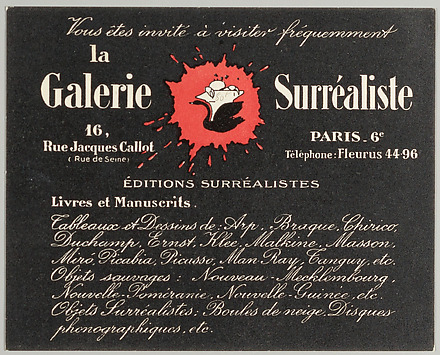 Vous êtes invité à visiter fréquemment
la
Galerie Surréaliste
16,
Rue Jacques Callot
(Rue de Seine)
PARIS. 6e
Téléphone: Fleurus 44-96
ÉDITIONS SURRÉALISTES
Livres et Manuscrits.
Tableaux et Dessins de: Arp, Braque, Chirico,
Duchamp, Ernst, Klee, Malkine, Masson,
Miró, Picabia, Picasso, Man Ray, Tanguy, etc.
Objets sauvages: Nouveau-Mecklembourg,
Nouvelle-Poméranie, Nouvelle-Guinée, etc.
Objets Surréalistes: Boules de neige, Disques
phonographiques, etc.